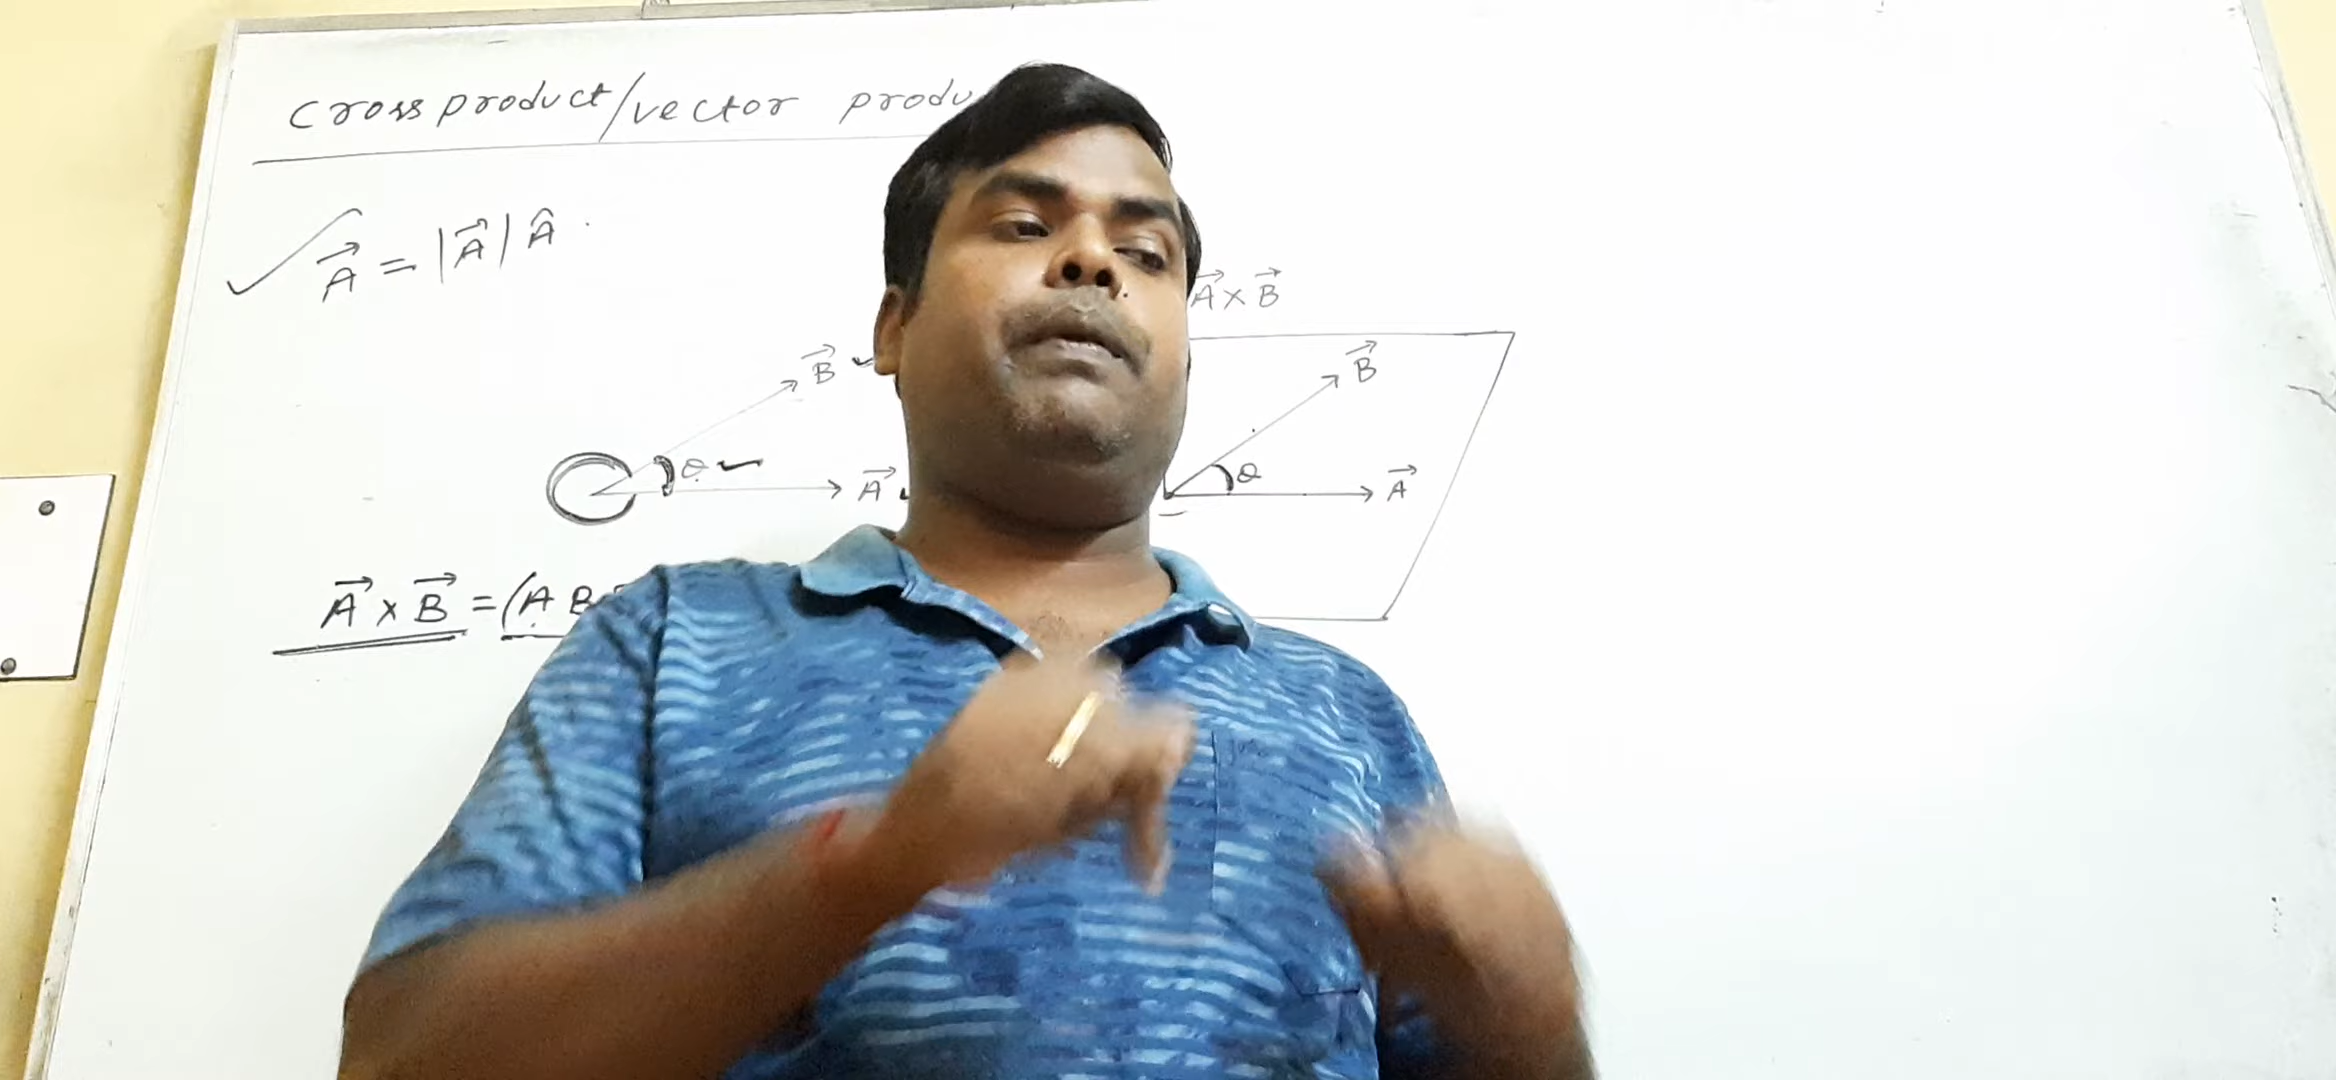 Cross product/vector produ
A⃗ = |A⃗| Â
A⃗ × B⃗
B⃗
B⃗
θ
A⃗
θ
A⃗
A⃗ × B⃗ = (A B